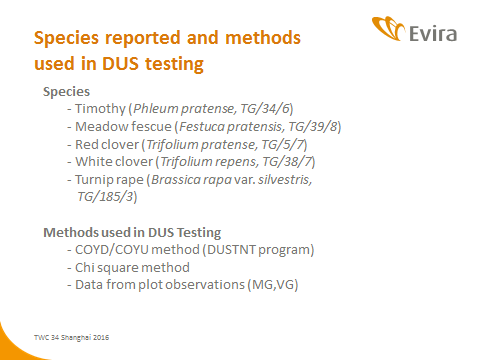 Species reported and methods
used in DUS testing
Evira
Species
- Timothy (Phleum pratense, TG/34/6)
- Meadow fescue (Festuca pratensis, TG/39/8)
- Red clover (Trifolium pratense, TG/5/7)
- White clover (Trifolium repens, TG/38/7)
- Turnip rape (Brassica rapa var. silvestris,
TG/185/3)
Methods used in DUS Testing
- COYD/COYU method (DUSTNT program)
- Chi square method
- Data from plot observations (MG,VG)
TWC 34 Shanghai 2016